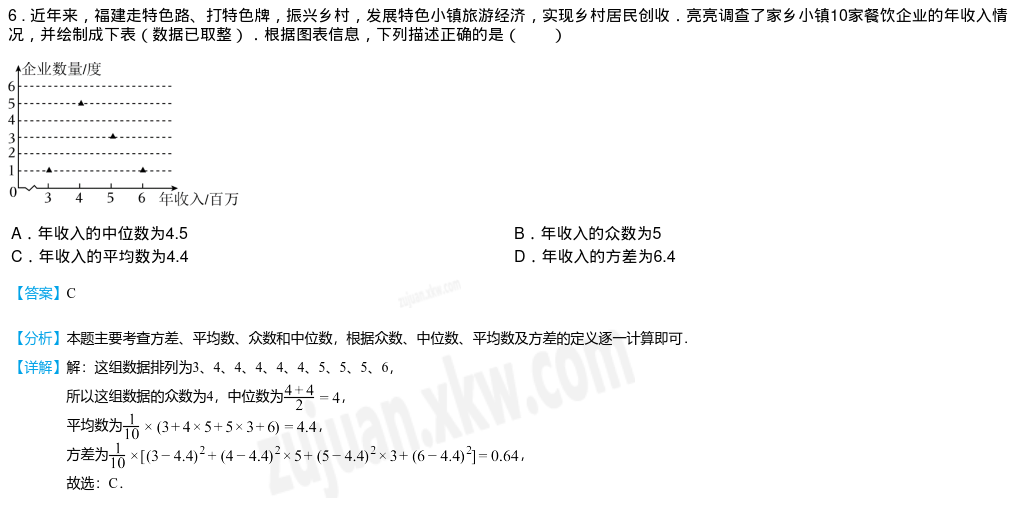 6．近年来，福建走特色路、打特色牌，振兴乡村，发展特色小镇旅游经济，实现乡村居民创收．亮亮调查了家乡小镇10家餐饮企业的年收入情
况，并绘制成下表（数据已取整）．根据图表信息，下列描述正确的是（　　）
企业数量/度
6
5
4
3
2
1
0
3 4 5 6 年收入/百万
A．年收入的中位数为4.5 B．年收入的众数为5
C．年收入的平均数为4.4 D．年收入的方差为6.4
【答案】C
【分析】本题主要考查方差、平均数、众数和中位数，根据众数、中位数、平均数及方差的定义逐一计算即可．
【详解】解：这组数据排列为3、4、4、4、4、4、5、5、5、6，
所以这组数据的众数为4，中位数为(4+4)/2=4，
平均数为1/10×(3+4×5+5×3+6)=4.4，
方差为1/10×[(3−4.4)²+(4−4.4)²×5+(5−4.4)²×3+(6−4.4)²]=0.64，
故选：C．
zujuan.xkw.com
zujuan.xkw.com